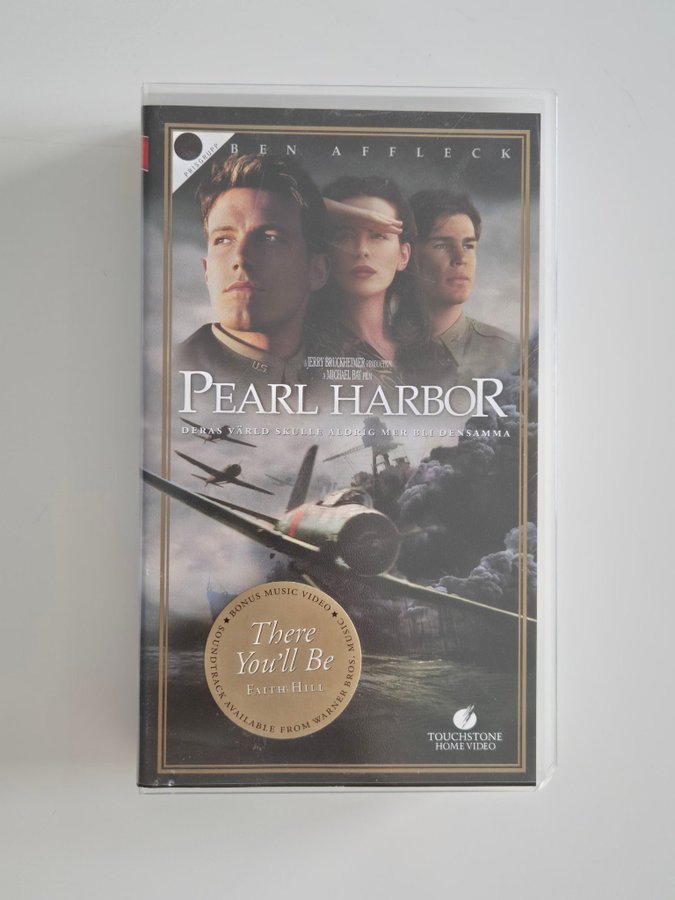 PRISGRUPP
BEN AFFLECK
U.S.
A JERRY BRUCKHEIMER PRODUCTION
A MICHAEL BAY FILM
PEARL HARBOR
DERAS VÄRLD SKULLE ALDRIG MER BLI DENSAMMA
★ BONUS MUSIC VIDEO ★
There
You'll Be
FAITH HILL
SOUNDTRACK AVAILABLE FROM WARNER BROS. MUSIC
TOUCHSTONE
HOME VIDEO